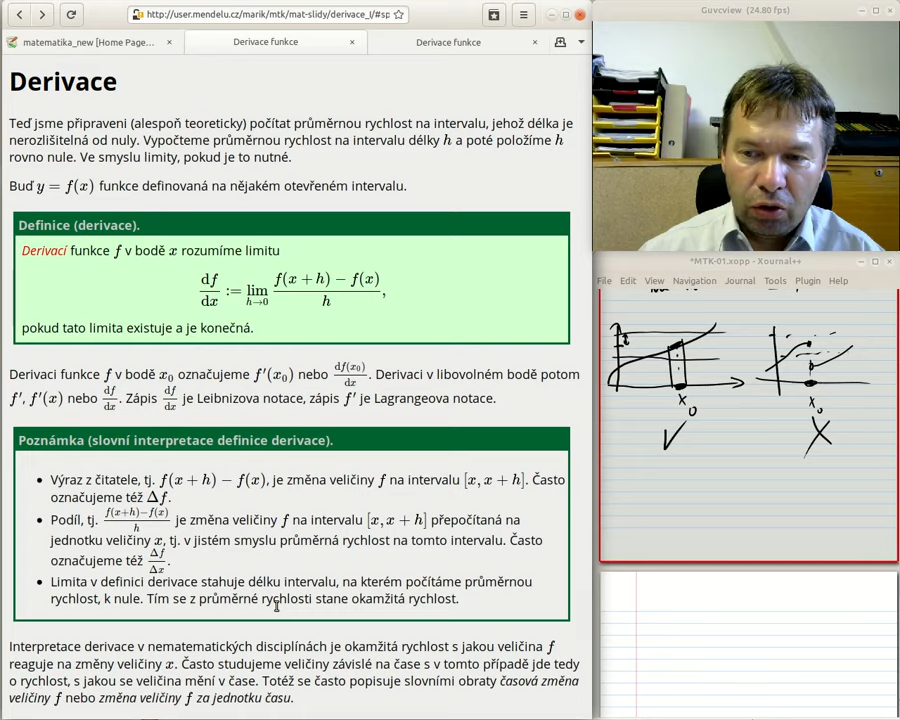 http://user.mendelu.cz/marik/mtk/mat-slidy/derivace_I/#sp
Guvcview (24.80 fps)
matematika_new [Home Page... × Derivace funkce × Derivace funkce ×
Derivace
Teď jsme připraveni (alespoň teoreticky) počítat průměrnou rychlost na intervalu, jehož délka je
nerozlišitelná od nuly. Vypočteme průměrnou rychlost na intervalu délky h a poté položíme h
rovno nule. Ve smyslu limity, pokud je to nutné.
Buď y = f(x) funkce definovaná na nějakém otevřeném intervalu.
Definice (derivace).
Derivací funkce f v bodě x rozumíme limitu
df/dx := lim h→0 f(x + h) − f(x) / h,
pokud tato limita existuje a je konečná.
Derivaci funkce f v bodě x₀ označujeme f′(x₀) nebo df(x₀)/dx. Derivaci v libovolném bodě potom
f′, f′(x) nebo df/dx. Zápis df/dx je Leibnizova notace, zápis f′ je Lagrangeova notace.
Poznámka (slovní interpretace definice derivace).
• Výraz z čitatele, tj. f(x + h) − f(x), je změna veličiny f na intervalu [x, x + h]. Často
označujeme též Δf.
• Podíl, tj. f(x+h)−f(x)/h je změna veličiny f na intervalu [x, x + h] přepočítaná na
jednotku veličiny x, tj. v jistém smyslu průměrná rychlost na tomto intervalu. Často
označujeme též Δf/Δx.
• Limita v definici derivace stahuje délku intervalu, na kterém počítáme průměrnou
rychlost, k nule. Tím se z průměrné rychlosti stane okamžitá rychlost.
Interpretace derivace v nematematických disciplínách je okamžitá rychlost s jakou veličina f
reaguje na změny veličiny x. Často studujeme veličiny závislé na čase s v tomto případě jde tedy
o rychlost, s jakou se veličina mění v čase. Totéž se často popisuje slovními obraty časová změna
veličiny f nebo změna veličiny f za jednotku času.
*MTK-01.xopp - Xournal++
File Edit View Navigation Journal Tools Plugin Help
x₀ x₀